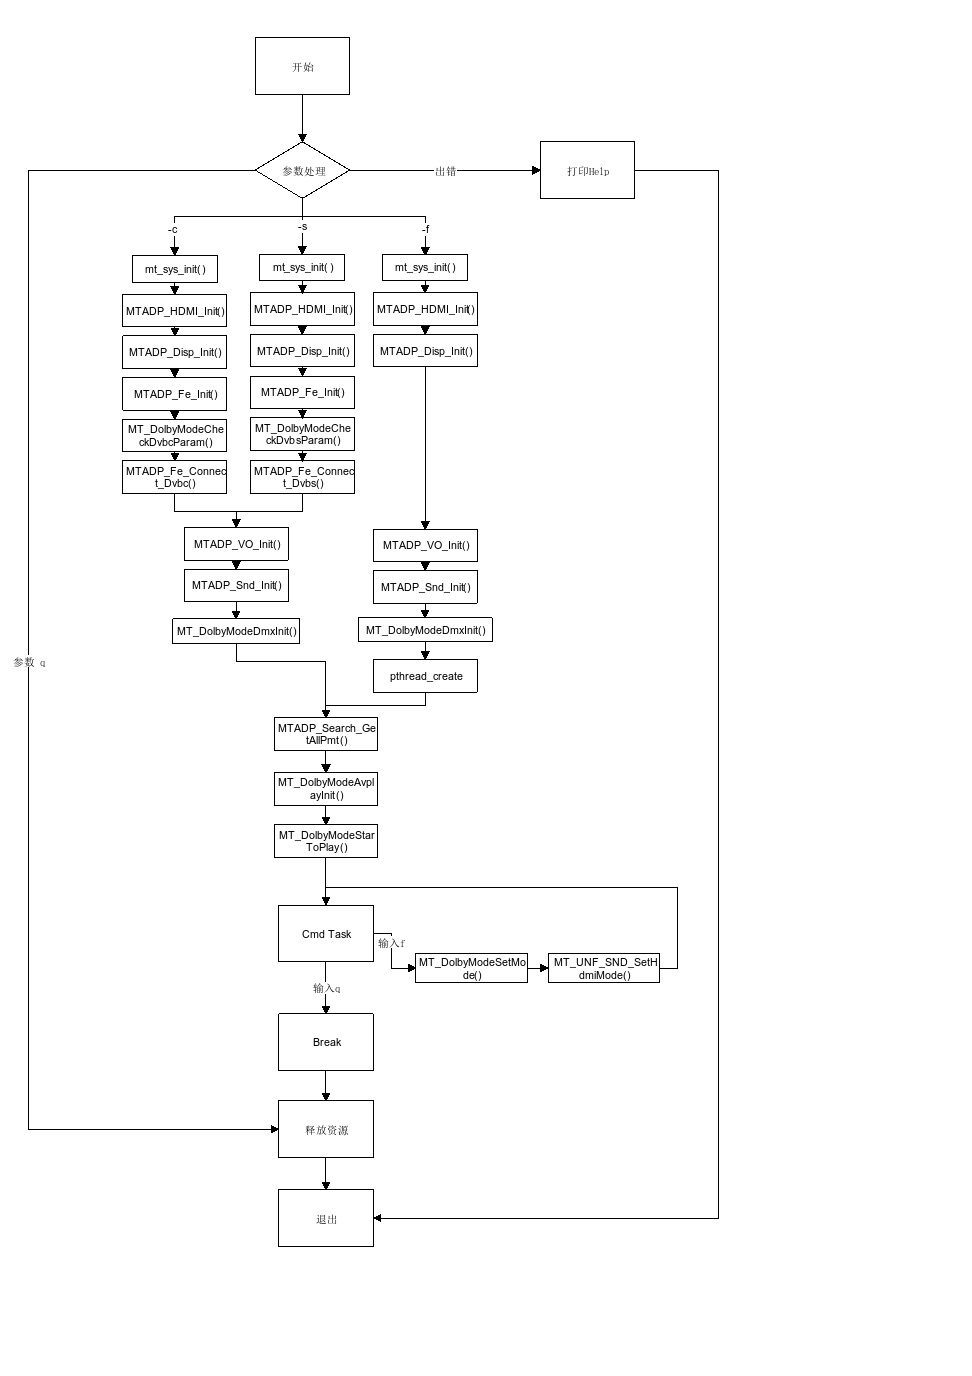 开始
参数处理
出错
打印Help
-c
-s
-f
mt_sys_init()
mt_sys_init()
mt_sys_init()
MTADP_HDMI_Init()
MTADP_HDMI_Init()
MTADP_HDMI_Init()
MTADP_Disp_Init()
MTADP_Disp_Init()
MTADP_Disp_Init()
MTADP_Fe_Init()
MTADP_Fe_Init()
MT_DolbyModeChe
ckDvbcParam()
MT_DolbyModeChe
ckDvbsParam()
MTADP_Fe_Connec
t_Dvbc()
MTADP_Fe_Connec
t_Dvbs()
MTADP_VO_Init()
MTADP_VO_Init()
MTADP_Snd_Init()
MTADP_Snd_Init()
MT_DolbyModeDmxInit()
MT_DolbyModeDmxInit()
参数 q
pthread_create
MTADP_Search_Ge
tAllPmt()
MT_DolbyModeAvpl
ayInit()
MT_DolbyModeStar
ToPlay()
Cmd Task
输入f
MT_DolbyModeSetMo
de()
MT_UNF_SND_SetH
dmiMode()
输入q
Break
释放资源
退出